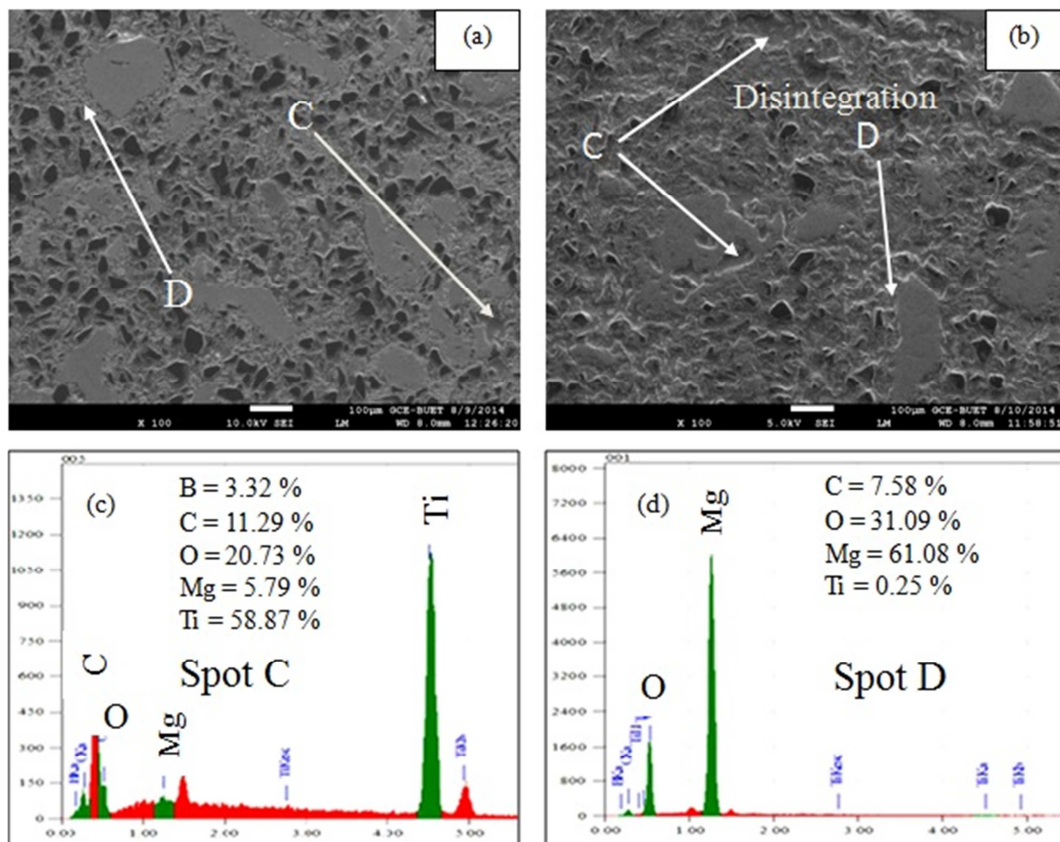 (a)
C
D
100µm GCE-BUET 8/9/2014
X 100 10.0kV SEI LM WD 8.0mm 12:26:20
(b)
Disintegration
C
D
100µm GCE-BUET 8/10/2014
X 100 5.0kV SEI LM WD 8.0mm 11:58:51
003
(c)
B = 3.32 %
C = 11.29 %
O = 20.73 %
Mg = 5.79 %
Ti = 58.87 %
Ti
C
O
Mg
Spot C
1350
1200
1050
900
750
600
450
300
150
0
0.00 1.00 2.00 3.00 4.00 5.00
001
(d)
C = 7.58 %
O = 31.09 %
Mg = 61.08 %
Ti = 0.25 %
Mg
O
Spot D
8000
7200
6400
5600
4800
4000
3200
2400
1600
800
0
0.00 1.00 2.00 3.00 4.00 5.00